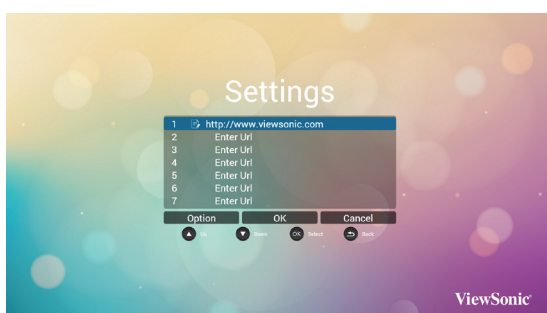 Settings
1 http://www.viewsonic.com
2 Enter Url
3 Enter Url
4 Enter Url
5 Enter Url
6 Enter Url
7 Enter Url
Option OK Cancel
Up Down OK Select Back
ViewSonic